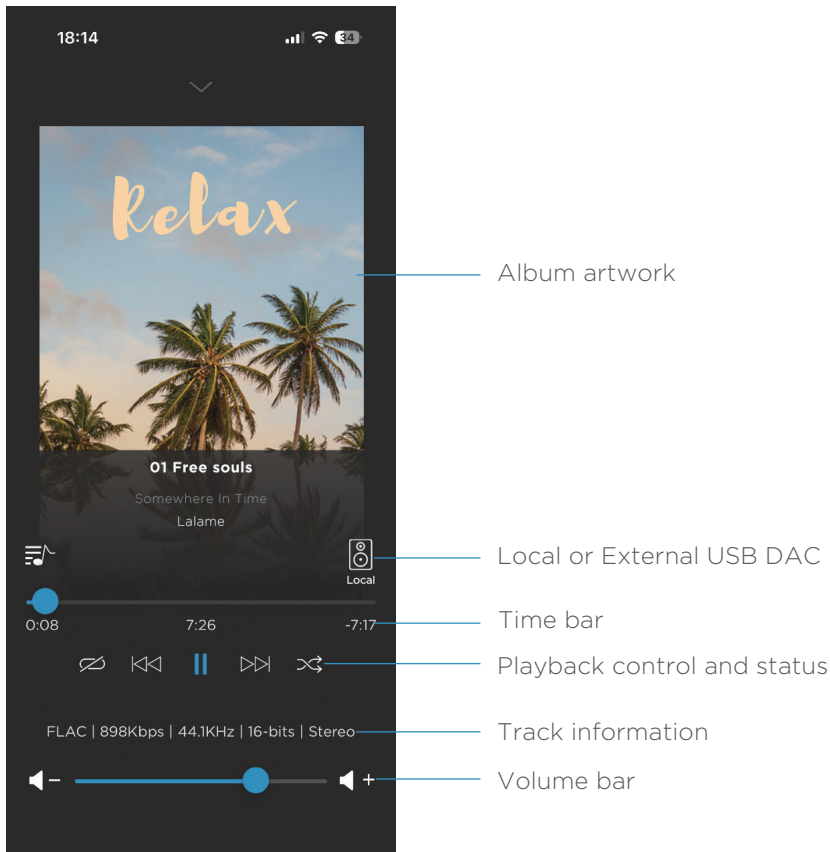 18:14
34
Relax
Album artwork
01 Free souls
Somewhere In Time
Lalame
Local
Local or External USB DAC
0:08 7:26 -7:17
Time bar
Playback control and status
FLAC | 898Kbps | 44.1KHz | 16-bits | Stereo
Track information
− +
Volume bar